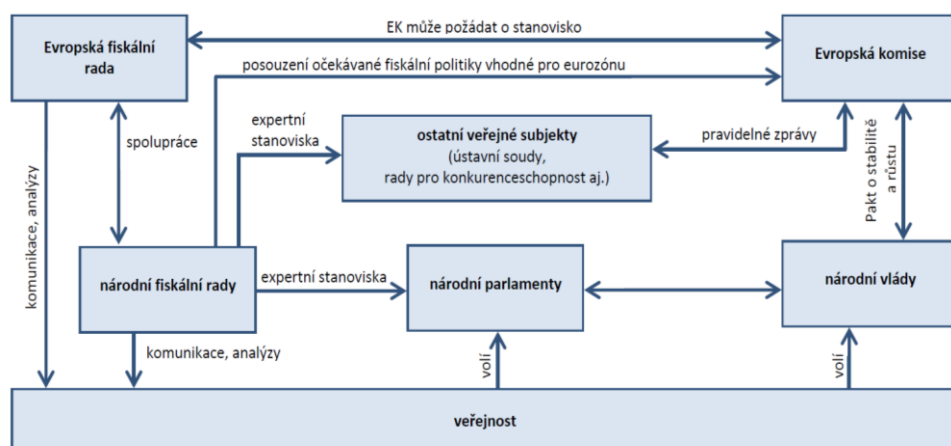 EK může požádat o stanovisko
Evropská fiskální
rada
Evropská komise
posouzení očekávané fiskální politiky vhodné pro eurozónu
expertní
stanoviska
ostatní veřejné subjekty
(ústavní soudy,
rady pro konkurenceschopnost aj.)
pravidelné zprávy
spolupráce
Pakt o stabilitě
a růstu
komunikace, analýzy
národní fiskální rady
expertní stanoviska
národní parlamenty
národní vlády
komunikace, analýzy
volí
volí
veřejnost